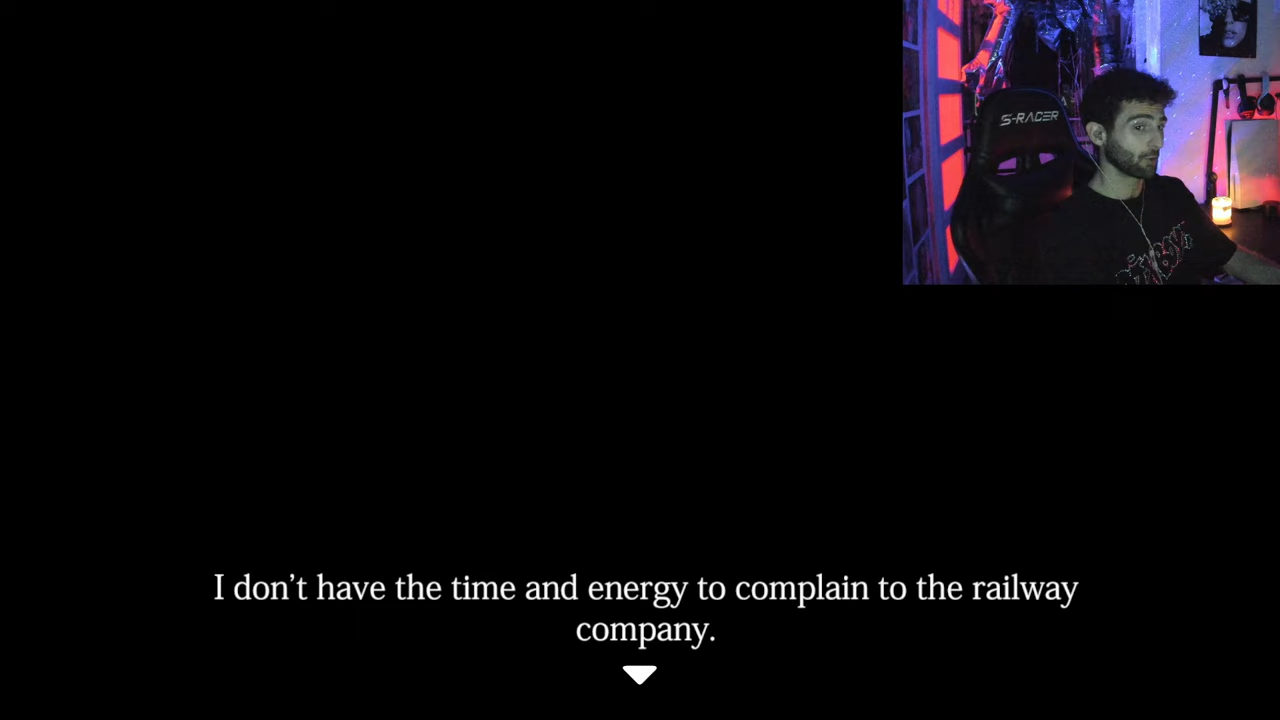 S-RACER
I don't have the time and energy to complain to the railway
company.